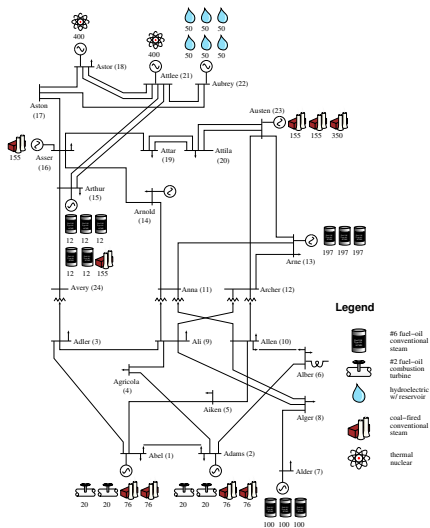 50 50 50
400
400
50 50 50
Astor (18)
Attlee (21)
Aubrey (22)
Aston
(17)
Austen (23)
155 155 350
155
Asser
(16)
Attar
(19)
Attila
(20)
Arthur
(15)
Arnold
(14)
12 12 12
197 197 197
Arne (13)
12 12 155
Avery (24)
Anna (11)
Archer (12)
Legend
#6 fuel-oil
conventional
steam
Adler (3)
Ali (9)
Allen (10)
#2 fuel-oil
combustion
turbine
Alber (6)
Agricola
(4)
hydroelectric
w/ reservoir
Aiken (5)
Alger (8)
coal-fired
conventional
steam
Abel (1)
Adams (2)
thermal
nuclear
Alder (7)
20 20 76 76
20 20 76 76
100 100 100